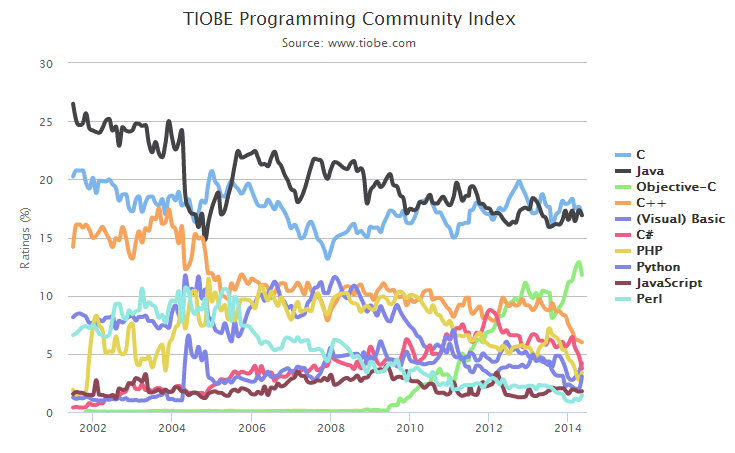 TIOBE Programming Community Index
Source: www.tiobe.com
30
25
20
15
10
5
0
Ratings (%)
2002 2004 2006 2008 2010 2012 2014
C
Java
Objective-C
C++
(Visual) Basic
C#
PHP
Python
JavaScript
Perl